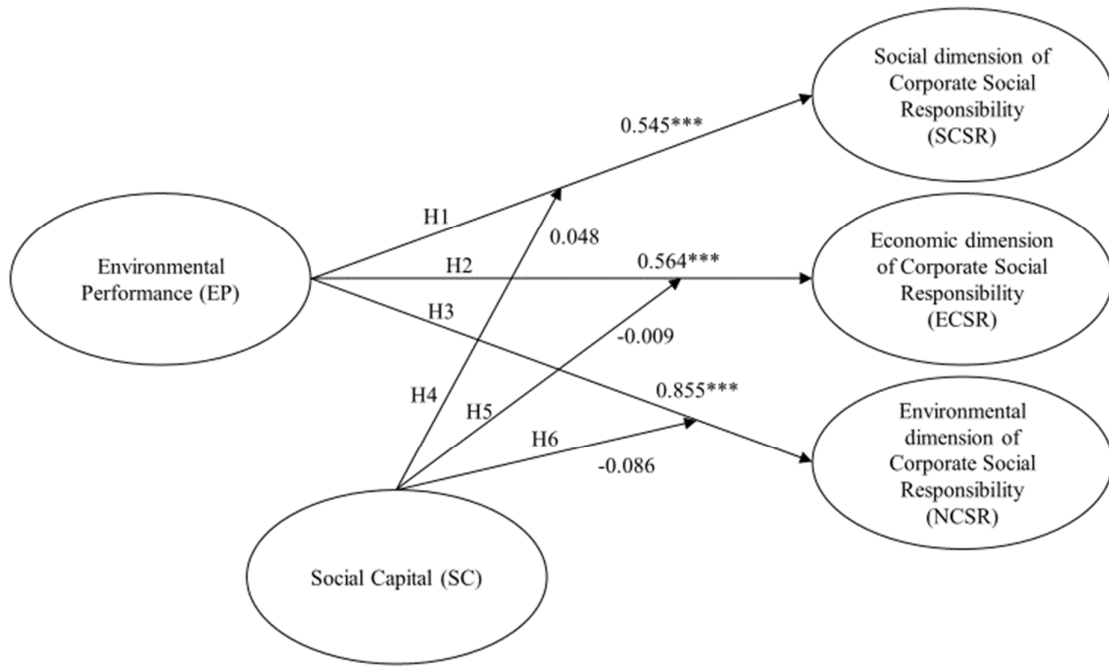 Social dimension of
Corporate Social
Responsibility
(SCSR)
0.545***
H1
0.048
Environmental
Performance (EP)
H2
0.564***
Economic dimension
of Corporate Social
Responsibility
(ECSR)
H3
-0.009
H4
H5
0.855***
H6
-0.086
Environmental
dimension of
Corporate Social
Responsibility
(NCSR)
Social Capital (SC)